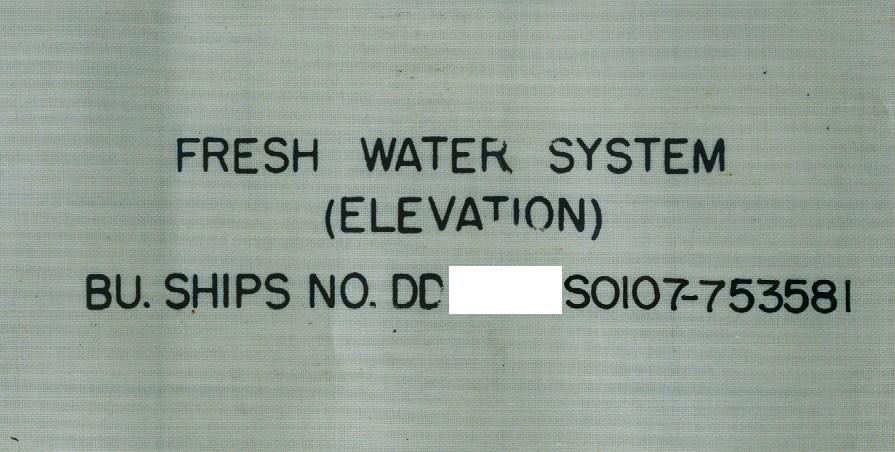 FRESH WATER SYSTEM
(ELEVATION)
BU. SHIPS NO. DD S0107-753581